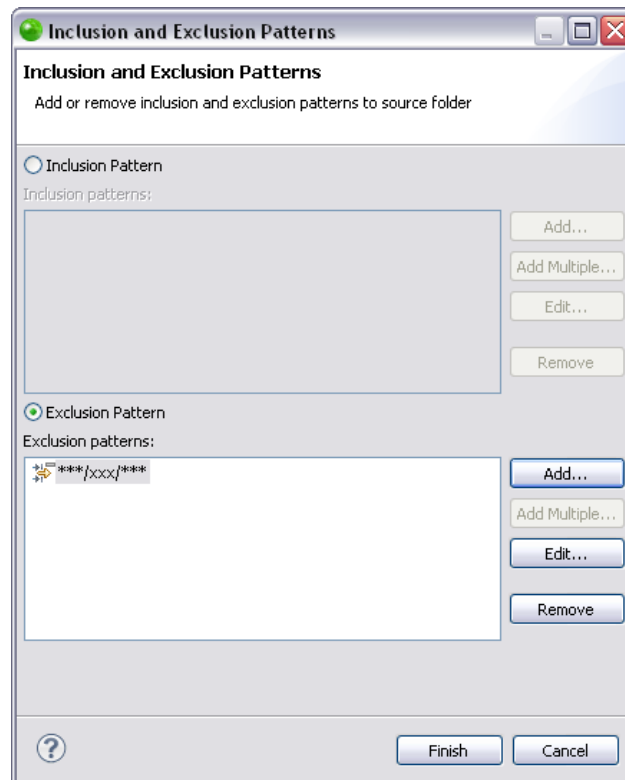 Inclusion and Exclusion Patterns
Inclusion and Exclusion Patterns
Add or remove inclusion and exclusion patterns to source folder
Inclusion Pattern
Inclusion patterns:
Add...
Add Multiple...
Edit...
Remove
Exclusion Pattern
Exclusion patterns:
***/xxx/***
Add...
Add Multiple...
Edit...
Remove
?
Finish
Cancel